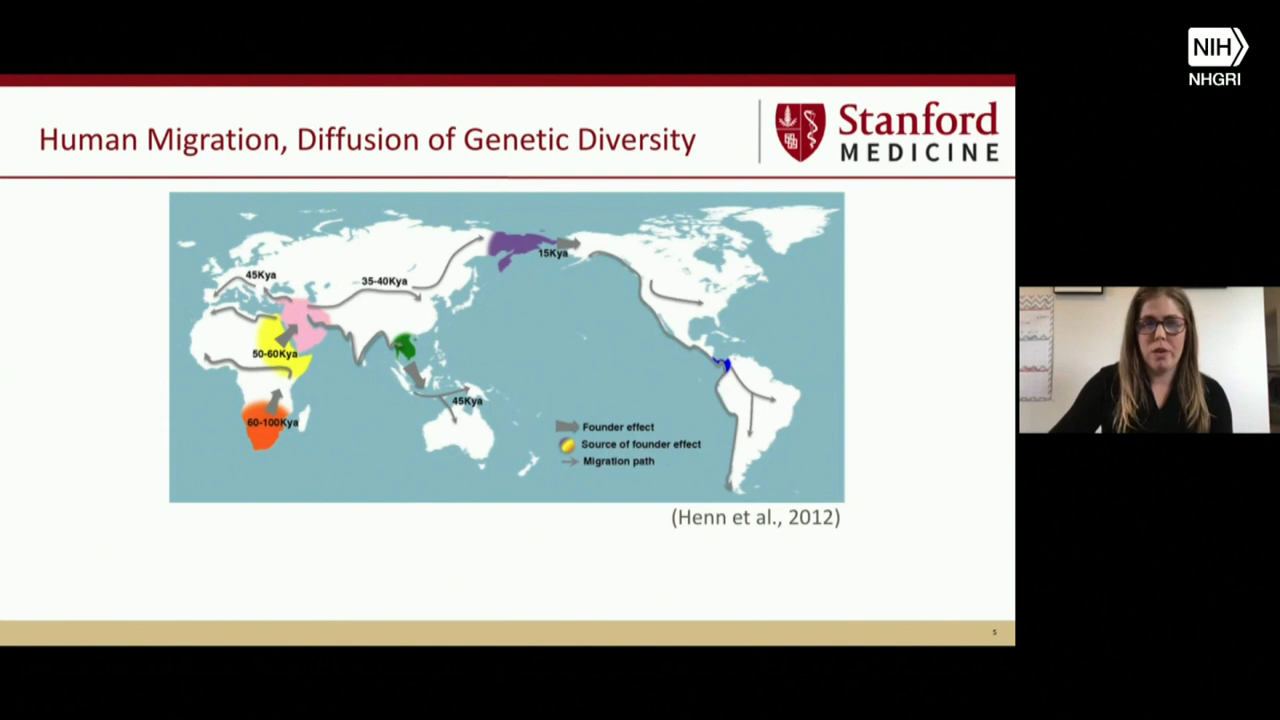 NIH
NHGRI
Human Migration, Diffusion of Genetic Diversity
Stanford
MEDICINE
15Kya
45Kya
35-40Kya
50-60Kya
45Kya
60-100Kya
Founder effect
Source of founder effect
Migration path
(Henn et al., 2012)
5